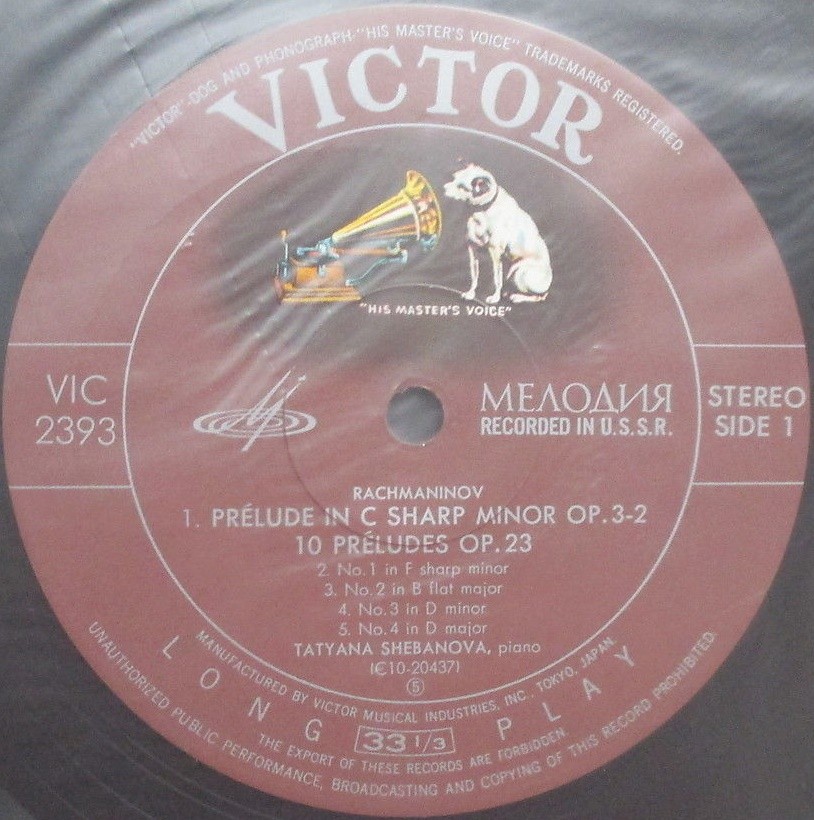 "VICTOR"-DOG AND PHONOGRAPH-"HIS MASTER'S VOICE" TRADEMARKS REGISTERED.
VICTOR
"HIS MASTER'S VOICE"
VIC
2393
МЕЛОДИЯ
RECORDED IN U.S.S.R.
STEREO
SIDE 1
RACHMANINOV
1. PRÉLUDE IN C SHARP MINOR OP.3-2
10 PRÉLUDES OP.23
2. No.1 in F sharp minor
3. No.2 in B flat major
4. No.3 in D minor
5. No.4 in D major
TATYANA SHEBANOVA, piano
(C10-20437)
⑤
MANUFACTURED BY VICTOR MUSICAL INDUSTRIES, INC., TOKYO, JAPAN.
LONG 33 1/3 PLAY
THE EXPORT OF THESE RECORDS ARE FORBIDDEN.
UNAUTHORIZED PUBLIC PERFORMANCE, BROADCASTING AND COPYING OF THIS RECORD PROHIBITED.